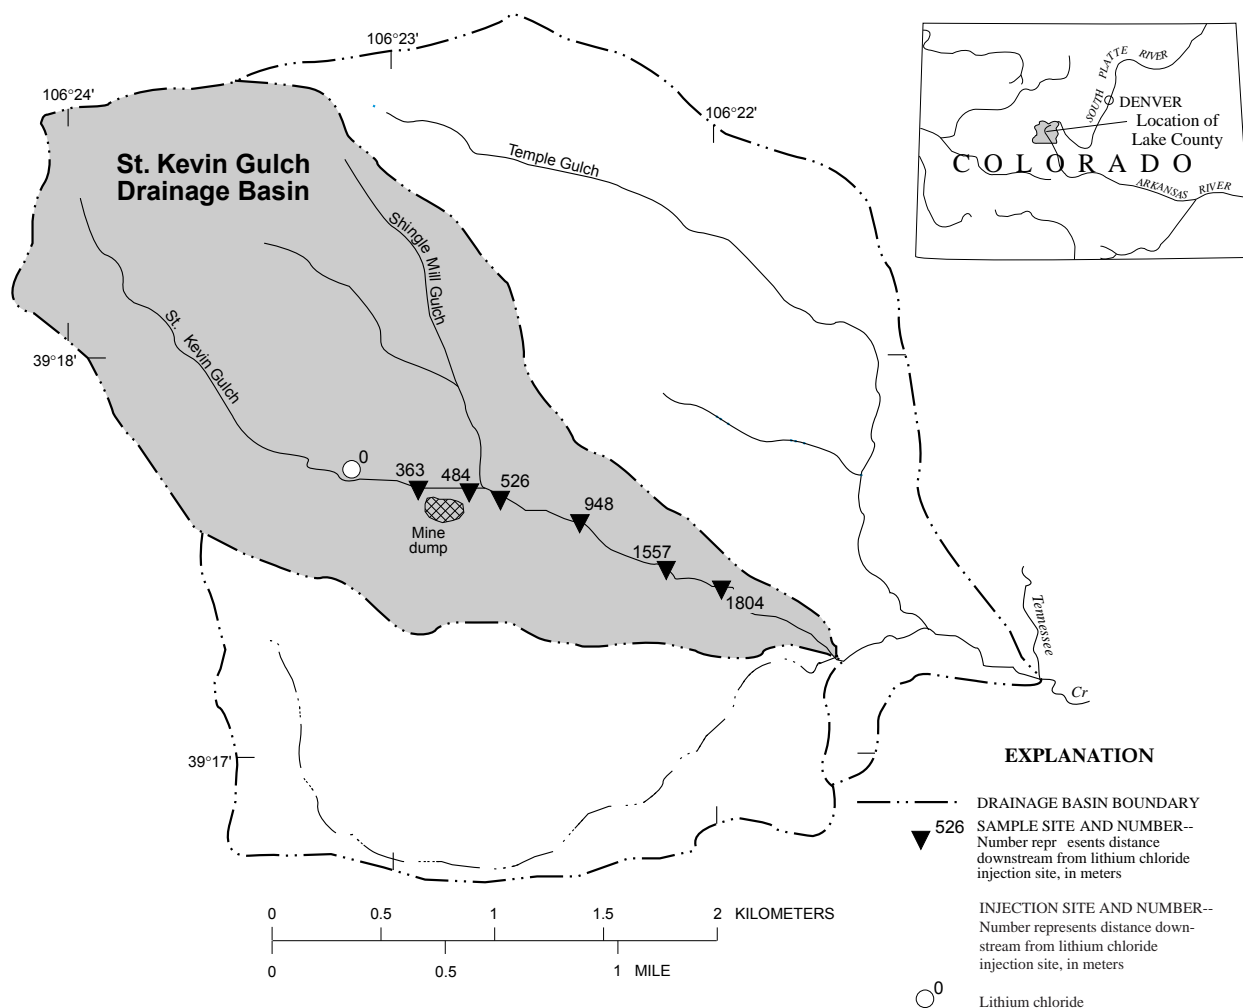 106°23'
106°24'
106°22'
St. Kevin Gulch
Drainage Basin
Temple Gulch
Shingle Mill Gulch
St. Kevin Gulch
39°18'
0
363
484
526
948
1557
1804
Mine
dump
Tennessee
Cr
39°17'
SOUTH PLATTE RIVER
DENVER
Location of
Lake County
COLORADO
ARKANSAS RIVER
EXPLANATION
DRAINAGE BASIN BOUNDARY
526 SAMPLE SITE AND NUMBER--
Number repr esents distance
downstream from lithium chloride
injection site, in meters
INJECTION SITE AND NUMBER--
Number represents distance down-
stream from lithium chloride
injection site, in meters
0 Lithium chloride
0 0.5 1 1.5 2 KILOMETERS
0 0.5 1 MILE